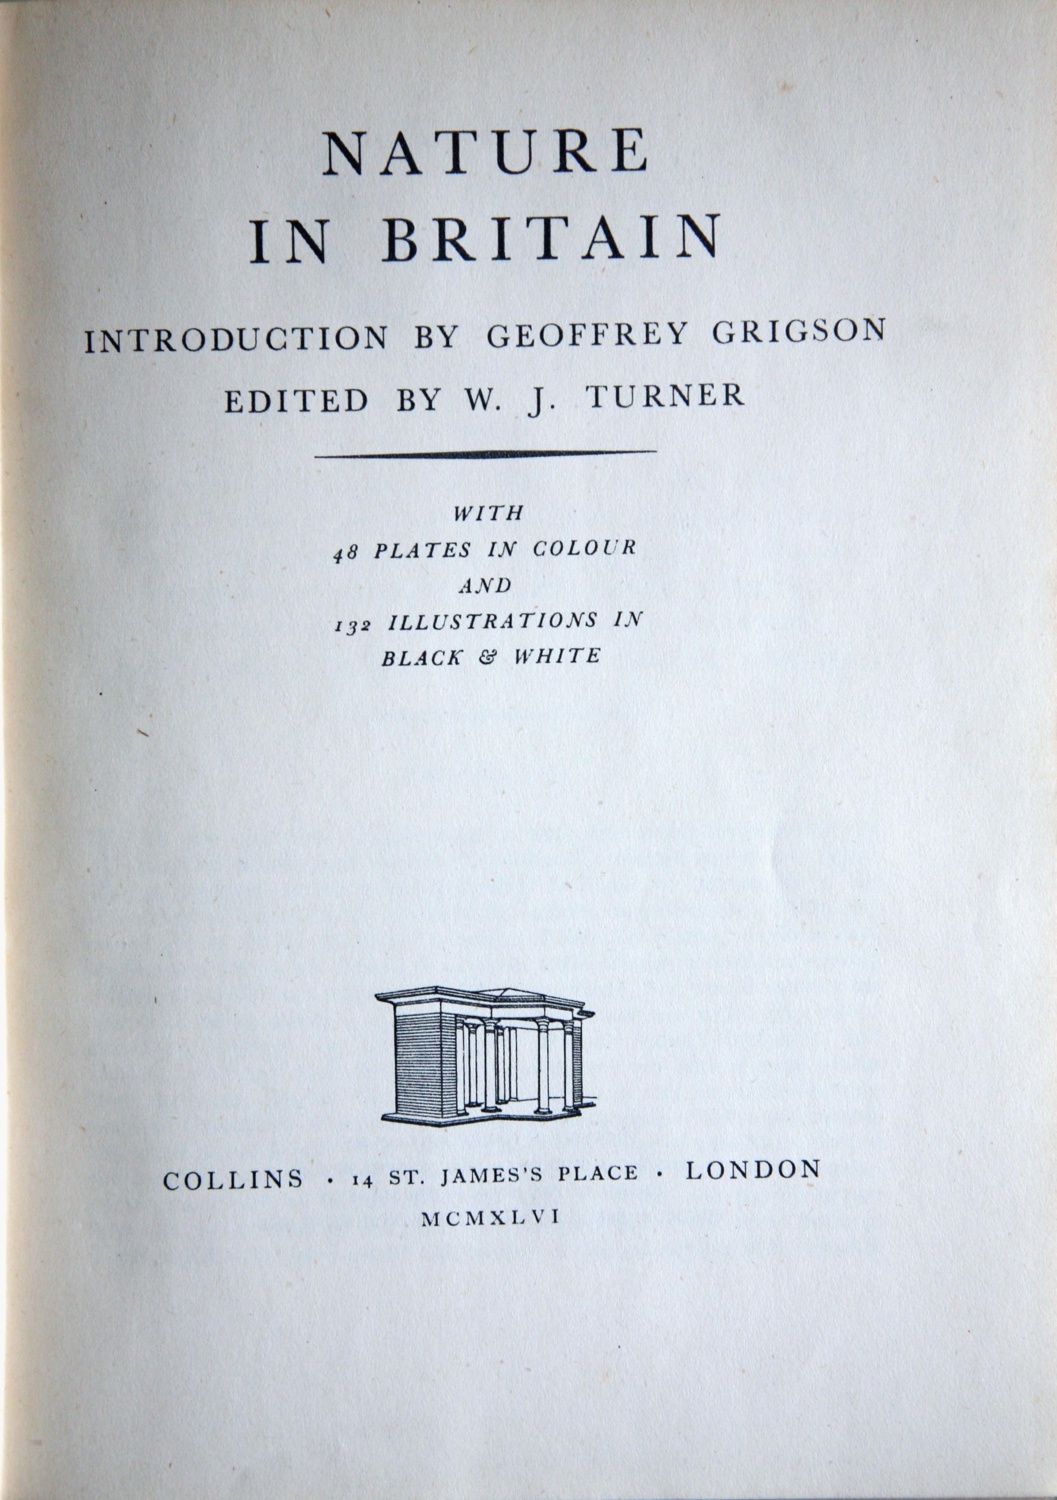 NATURE
IN BRITAIN
INTRODUCTION BY GEOFFREY GRIGSON
EDITED BY W. J. TURNER
WITH
48 PLATES IN COLOUR
AND
132 ILLUSTRATIONS IN
BLACK & WHITE
COLLINS · 14 ST. JAMES'S PLACE · LONDON
MCMXLVI